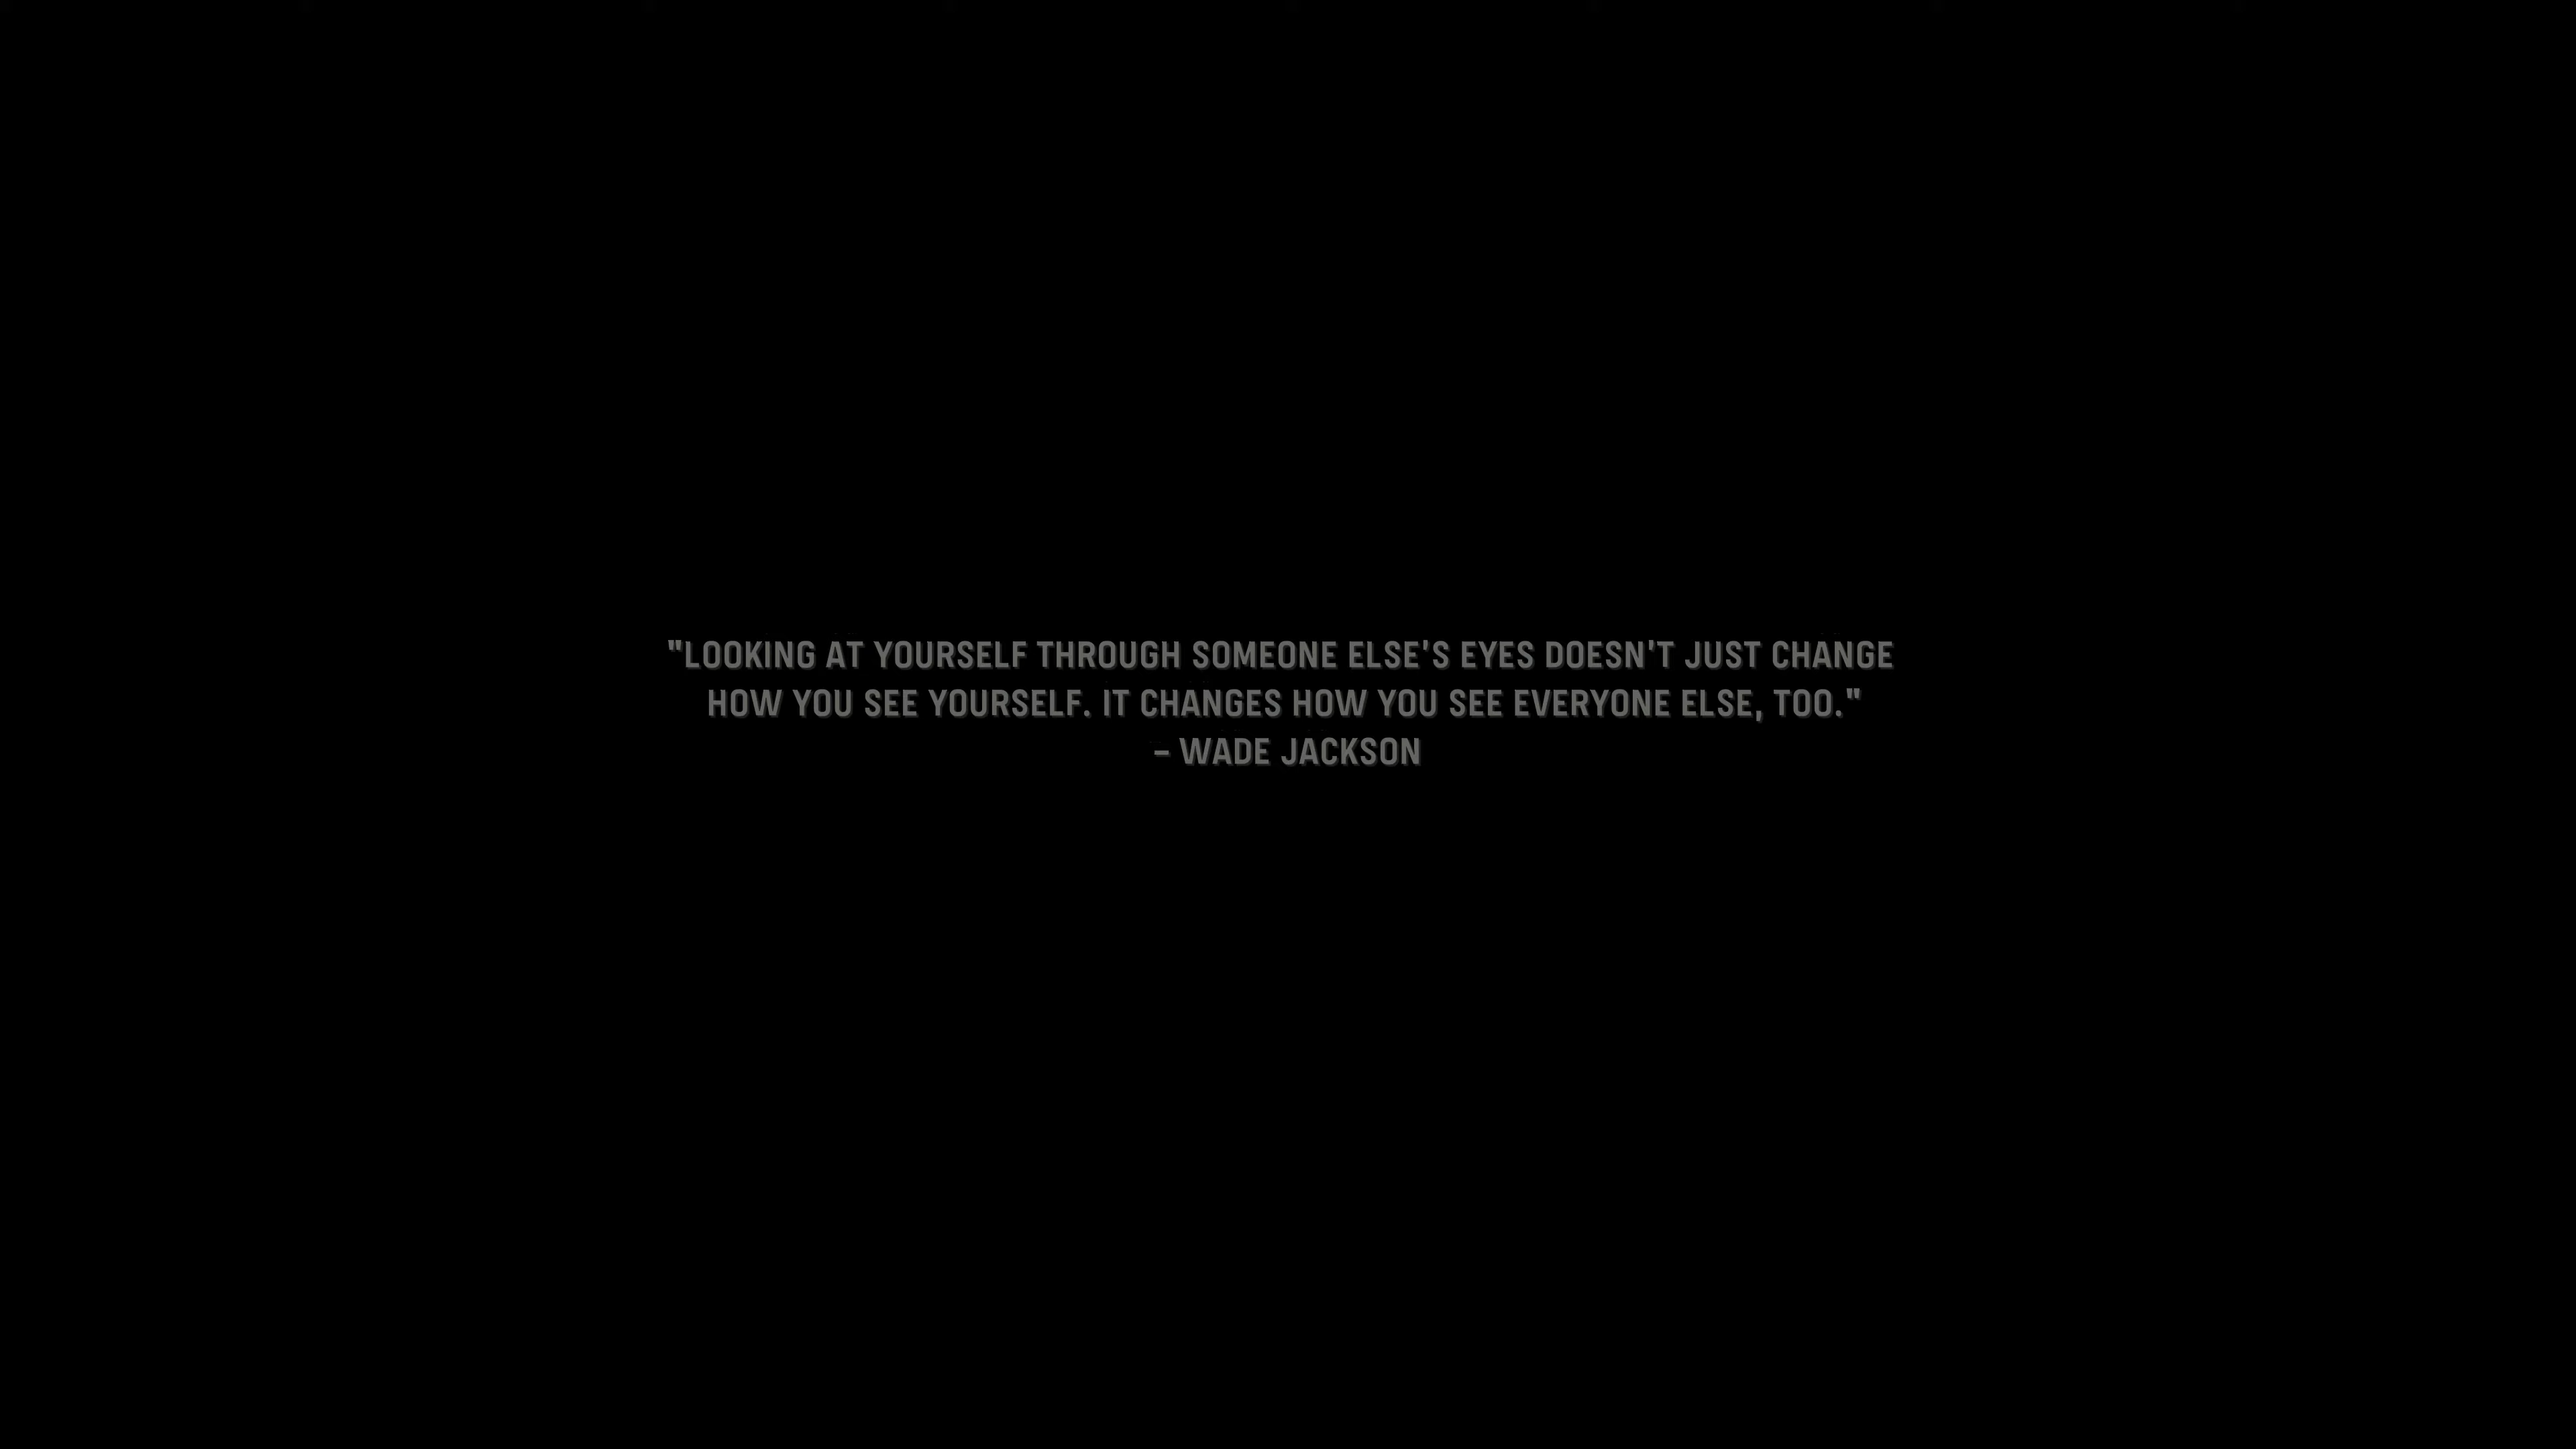 "LOOKING AT YOURSELF THROUGH SOMEONE ELSE'S EYES DOESN'T JUST CHANGE
HOW YOU SEE YOURSELF. IT CHANGES HOW YOU SEE EVERYONE ELSE, TOO."
– WADE JACKSON